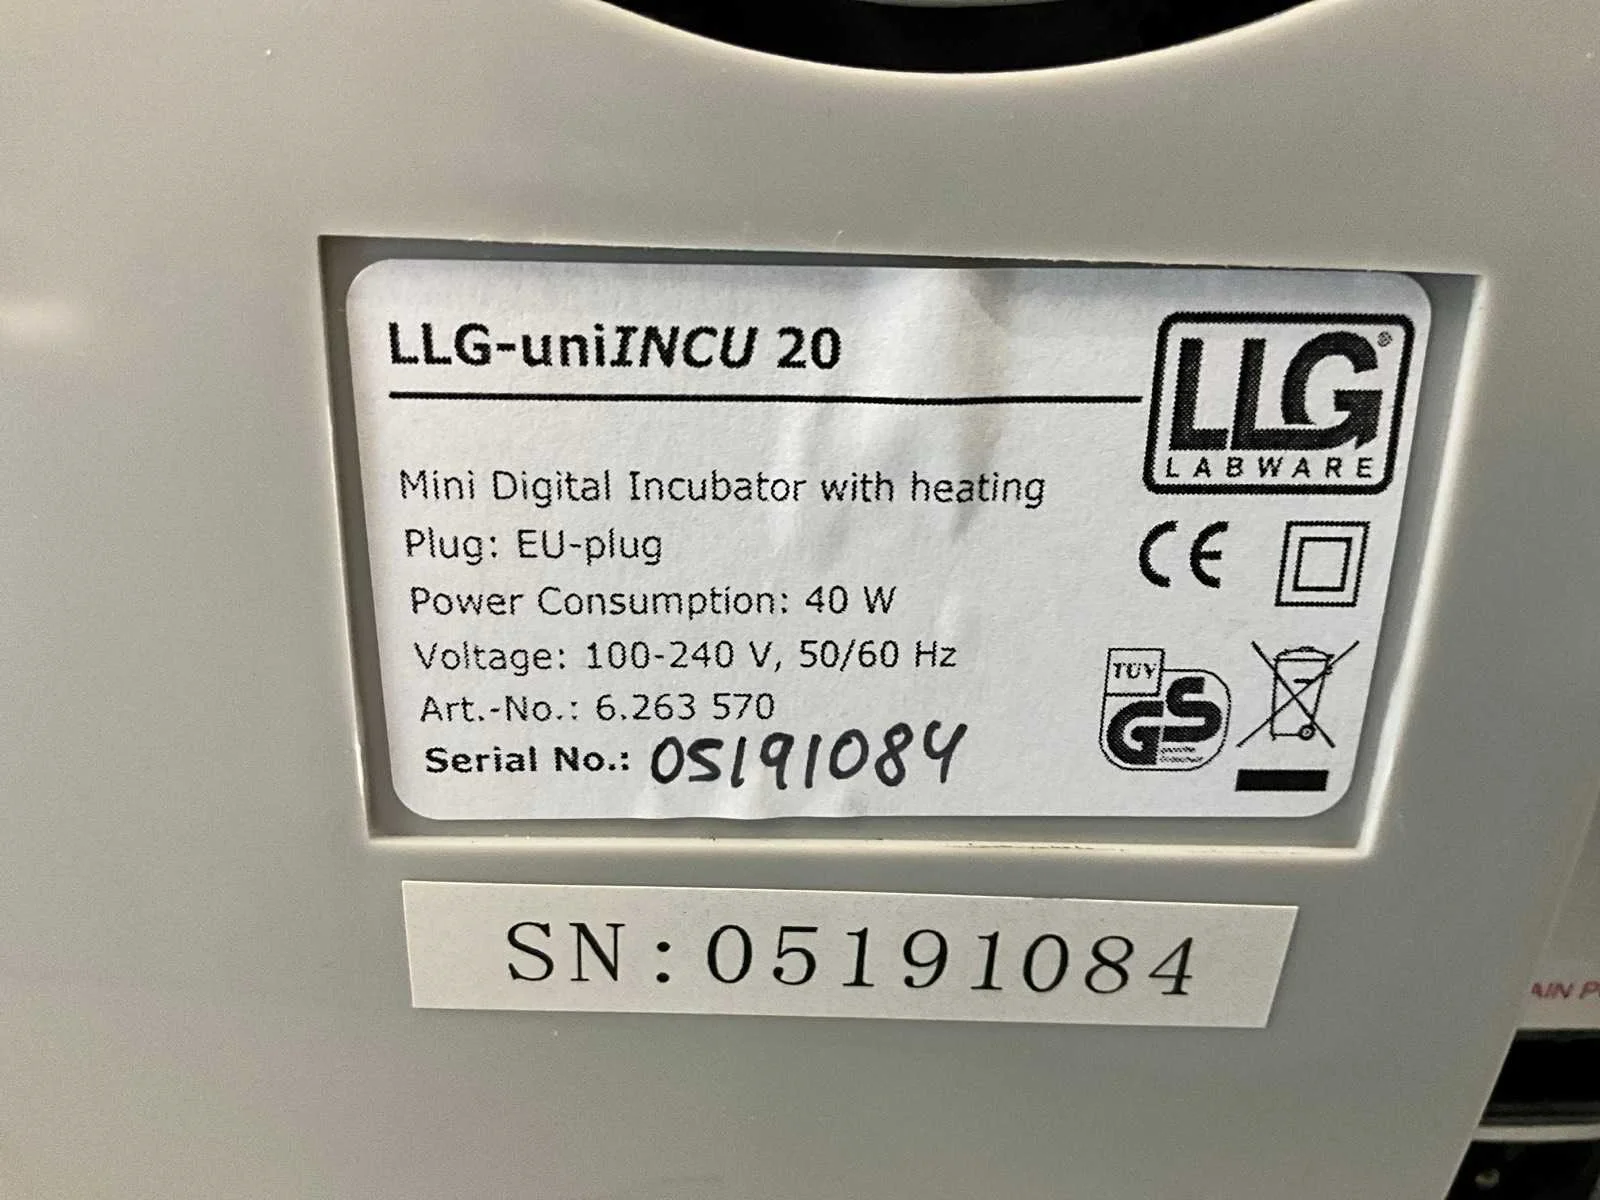 LLG-uniINCU 20
LLG®
LABWARE
Mini Digital Incubator with heating
Plug: EU-plug
Power Consumption: 40 W
Voltage: 100-240 V, 50/60 Hz
Art.-No.: 6.263 570
Serial No.: 05191084
CE
TÜV
GS
SN:05191084
AIN P